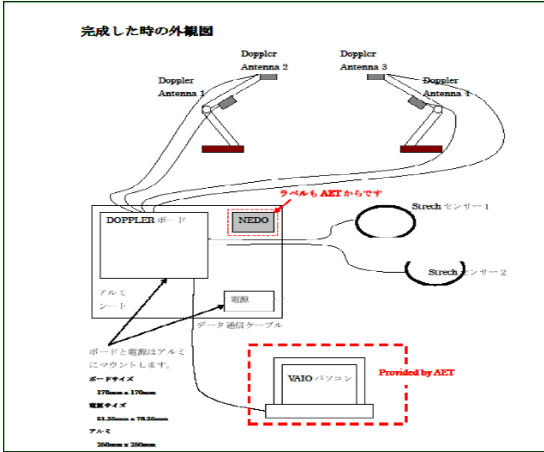 完成した時の外観図
Doppler
Antenna 2
Doppler
Antenna 3
Doppler
Antenna 1
Doppler
Antenna 4
ラベルも AET からです
DOPPLER ボード
NEDO
Strech センサー 1
Strech センサー 2
アルミ
シート
電源
データ通信ケーブル
ボードと電源はアルミ
にマウントします。
ボードサイズ
170mm x 170mm
電源サイズ
アルミ
250mm x 250mm
VAIO パソコン
Provided by AET